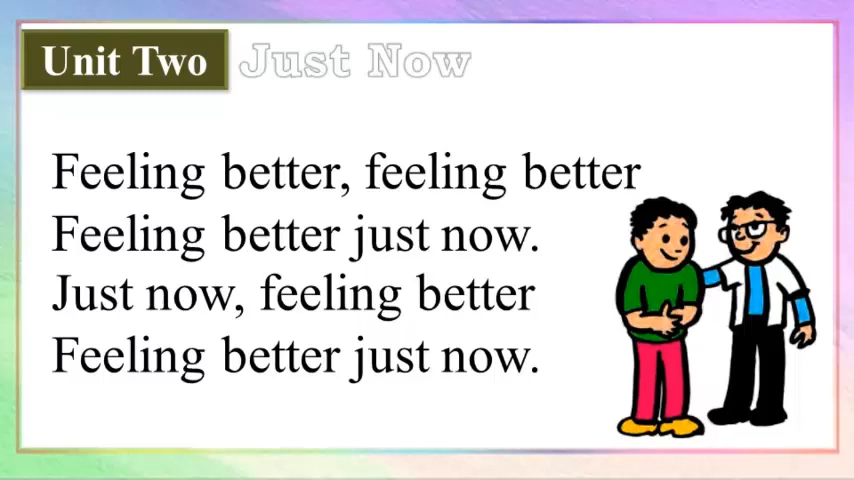 Unit Two Just Now
Feeling better, feeling better
Feeling better just now.
Just now, feeling better
Feeling better just now.